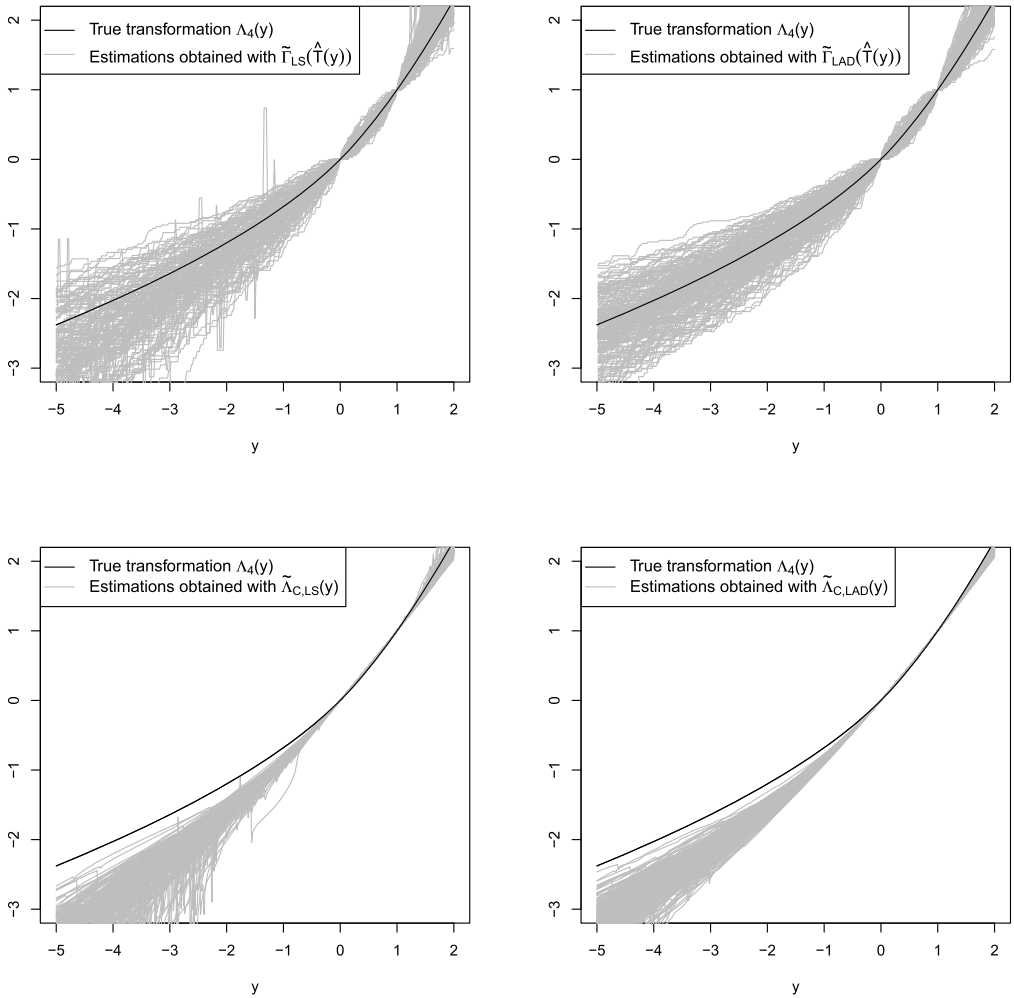 True transformation Λ₄(y)
Estimations obtained with Γ̃_LS(T̂(y))
2
1
0
−1
−2
−3
−5 −4 −3 −2 −1 0 1 2
y
True transformation Λ₄(y)
Estimations obtained with Γ̃_LAD(T̂(y))
2
1
0
−1
−2
−3
−5 −4 −3 −2 −1 0 1 2
y
True transformation Λ₄(y)
Estimations obtained with Λ̃_C,LS(y)
2
1
0
−1
−2
−3
−5 −4 −3 −2 −1 0 1 2
y
True transformation Λ₄(y)
Estimations obtained with Λ̃_C,LAD(y)
2
1
0
−1
−2
−3
−5 −4 −3 −2 −1 0 1 2
y